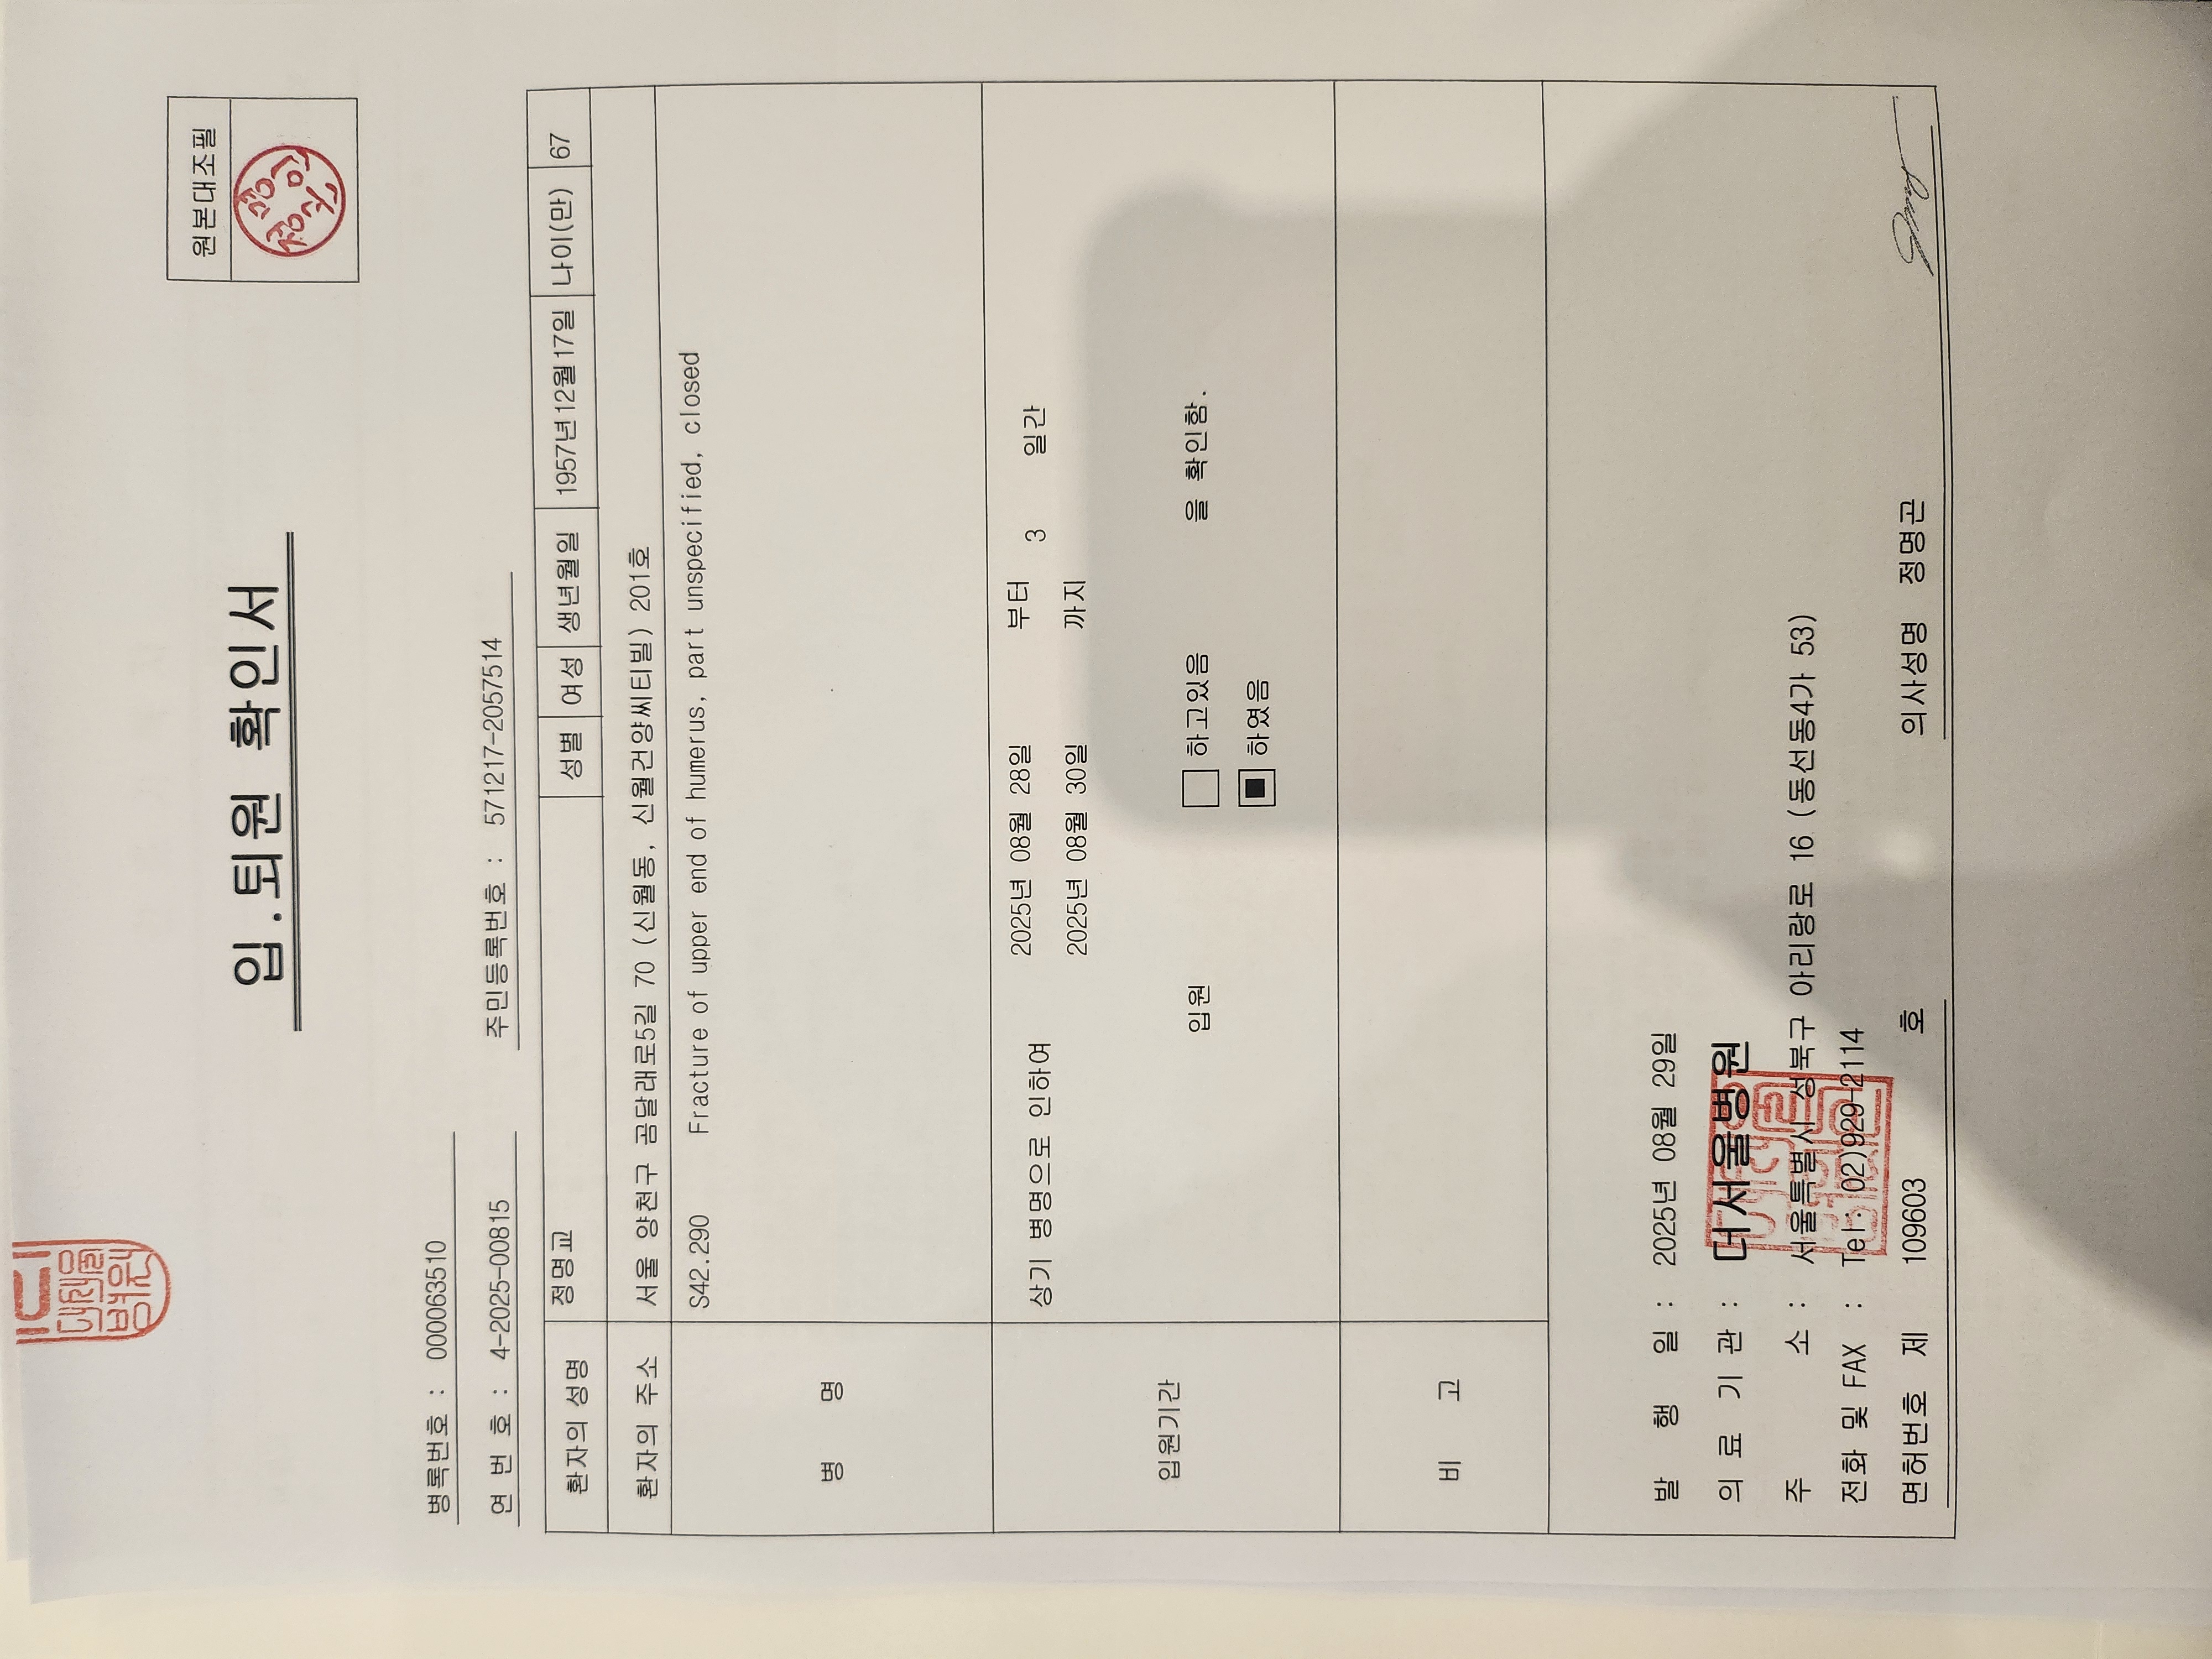 원본대조필
입.퇴원 확인서
병록번호 : 000063510
연 번 호 : 4-2025-00815
주민등록번호 : 571217-2057514
환자의 성명 정명교 성별 여성 생년월일 1957년12월17일 나이(만) 67
환자의 주소 서울 양천구 곰달래로5길 70 (신월동, 신월건양씨티빌) 201호
병 명 S42.290 Fracture of upper end of humerus, part unspecified, closed
입원기간
상기 병명으로 인하여 2025년 08월 28일 부터 3 일간
2025년 08월 30일 까지
입원 □ 하고있음 을 확인함.
▣ 하였음
비 고
발 행 일 : 2025년 08월 29일
의 료 기 관 : 더서울병원
주 소 : 서울특별시 성북구 아리랑로 16 (동선동4가 53)
전화 및 FAX : Tel: 02)929-2114
면허번호 제 109603 호 의사성명 정명곤